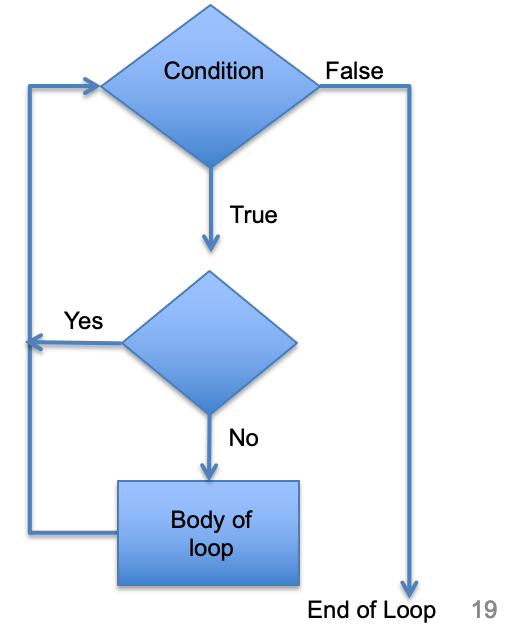 Condition
False
True
Yes
No
Body of
loop
End of Loop
19